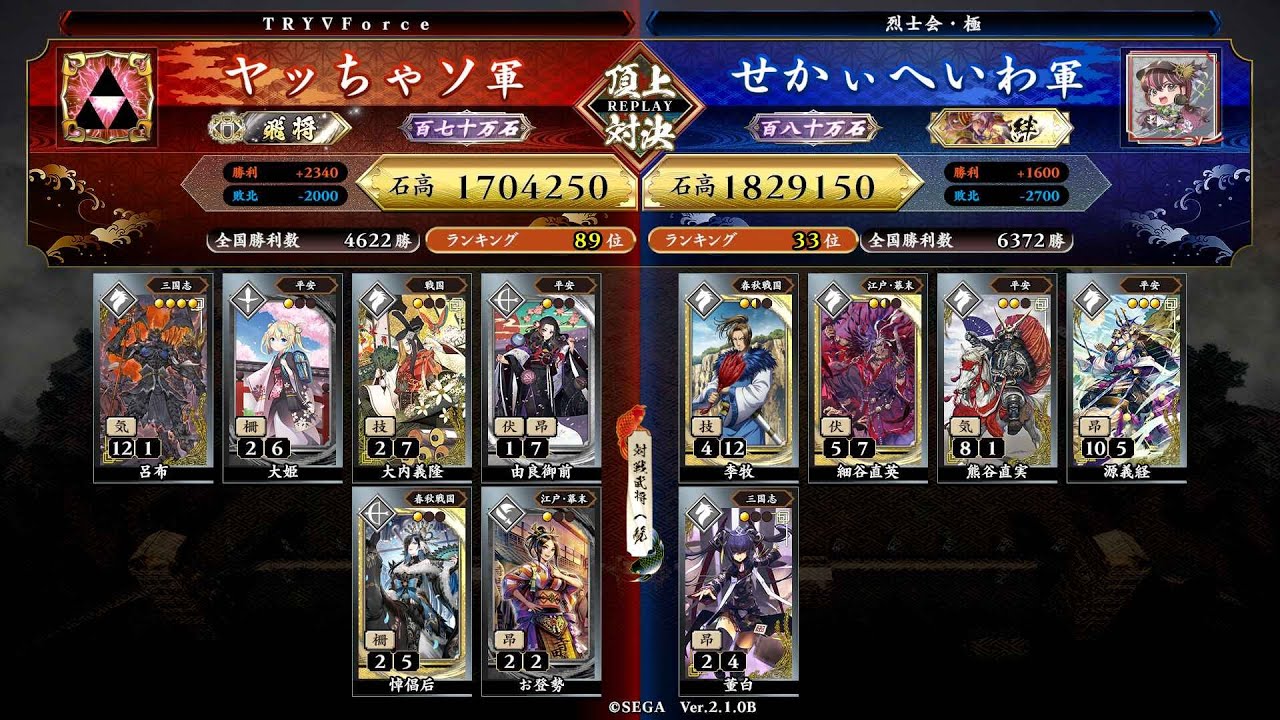 TRY∇Force
烈士会・極
ヤッちゃソ軍
頂上
REPLAY
対決
せかぃへいわ軍
飛将
百七十万石
百八十万石
絆
勝利 +2340
敗北 -2000
石高 1704250
石高 1829150
勝利 +1600
敗北 -2700
全国勝利数 4622勝
ランキング 89位
ランキング 33位
全国勝利数 6372勝
三国志
気
12 1
呂布
平安
柵
2 6
大姫
戦国
技
2 7
大内義隆
平安
伏 昂
1 7
由良御前
春秋戦国
技
4 12
李牧
江戸・幕末
伏
5 7
細谷直英
平安
気
8 1
熊谷直実
平安
昂
10 5
源義経
対戦武将一覧
春秋戦国
柵
2 5
悼倡后
江戸・幕末
昂
2 2
お登勢
三国志
昂
2 4
董白
©SEGA Ver.2.1.0B